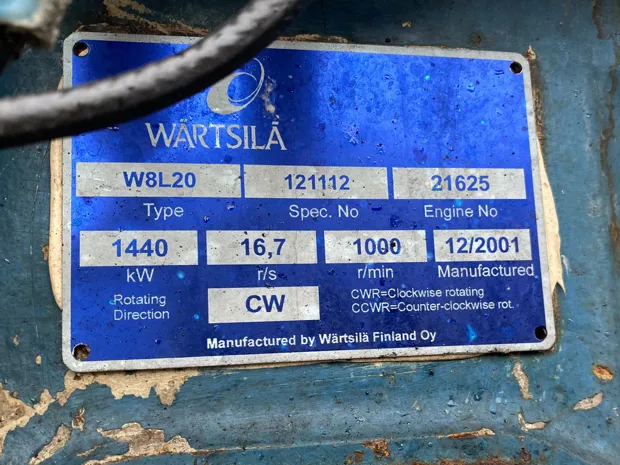 WÄRTSILÄ
W8L20 121112 21625
Type Spec. No Engine No
1440 16,7 1000 12/2001
kW r/s r/min Manufactured
Rotating Direction
CW
CWR=Clockwise rotating
CCWR=Counter-clockwise rot.
Manufactured by Wärtsilä Finland Oy